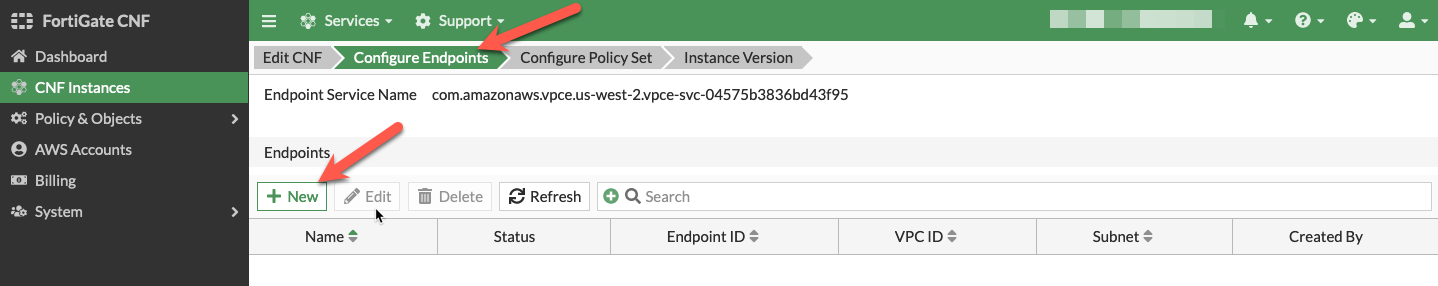 FortiGate CNF
Services
Support
Dashboard
CNF Instances
Policy & Objects
AWS Accounts
Billing
System
Edit CNF
Configure Endpoints
Configure Policy Set
Instance Version
Endpoint Service Name com.amazonaws.vpce.us-west-2.vpce-svc-04575b3836bd43f95
Endpoints
New
Edit
Delete
Refresh
Search
Name
Status
Endpoint ID
VPC ID
Subnet
Created By